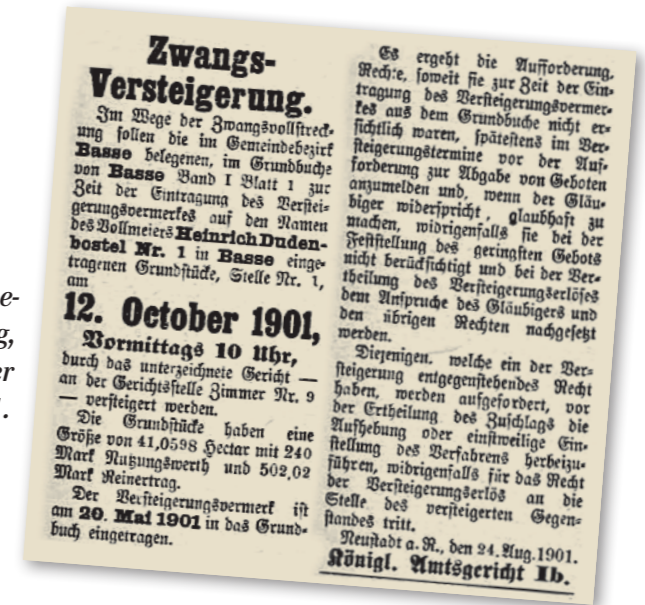 e-
g,
er
.
Zwangs-
Versteigerung.
Im Wege der Zwangsvollstreck-
ung sollen die im Gemeindebezirk
Basse belegenen, im Grundbuche
von Basse Band I Blatt 1 zur
Zeit der Eintragung des Verstei-
gerungsvermerkes auf den Namen
des Vollmeiers Heinrich Duden-
bostel Nr. 1 in Basse einge-
tragenen Grundstücke, Stelle Nr. 1,
am
12. October 1901,
Vormittags 10 Uhr,
durch das unterzeichnete Gericht —
an der Gerichtsstelle Zimmer Nr. 9
— versteigert werden.
Die Grundstücke haben eine
Größe von 41,0598 Hectar mit 240
Mark Nutzungswerth und 502,02
Mark Reinertrag.
Der Versteigerungsvermerk ist
am 20. Mai 1901 in das Grund-
buch eingetragen.
Es ergeht die Aufforderung,
Rechte, soweit sie zur Zeit der Ein-
tragung des Versteigerungsvermer-
kes aus dem Grundbuche nicht er-
sichtlich waren, spätestens im Ver-
steigerungstermine vor der Auf-
forderung zur Abgabe von Geboten
anzumelden und, wenn der Gläu-
biger widerspricht, glaubhaft zu
machen, widrigenfalls sie bei der
Feststellung des geringsten Gebots
nicht berücksichtigt und bei der Ver-
theilung des Versteigerungserlöses
dem Anspruche des Gläubigers und
den übrigen Rechten nachgesetzt
werden.
Diejenigen, welche ein der Ver-
steigerung entgegenstehendes Recht
haben, werden aufgefordert, vor
der Ertheilung des Zuschlags die
Aufhebung oder einstweilige Ein-
stellung des Verfahrens herbeizu-
führen, widrigenfalls für das Recht
der Versteigerungserlös an die
Stelle des versteigerten Gegen-
standes tritt.
Neustadt a. R., den 24. Aug. 1901.
Königl. Amtsgericht Ib.